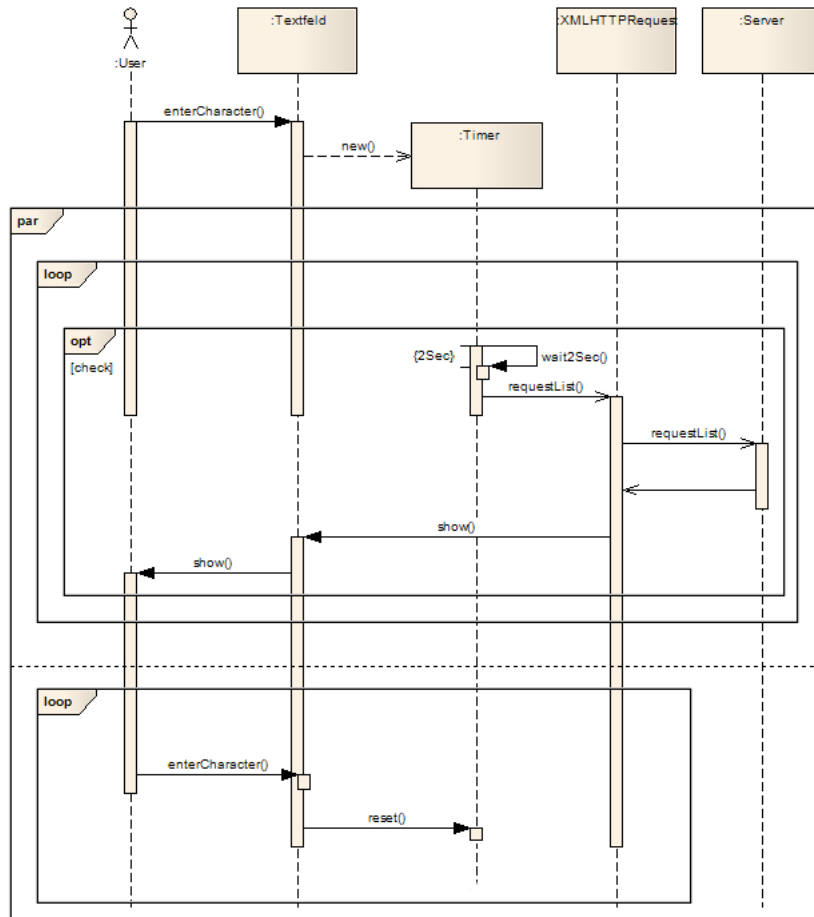 :User
:Textfeld
:XMLHTTPRequest
:Server
enterCharacter()
new()
:Timer
par
loop
opt
[check]
{2Sec}
wait2Sec()
requestList()
requestList()
show()
show()
loop
enterCharacter()
reset()